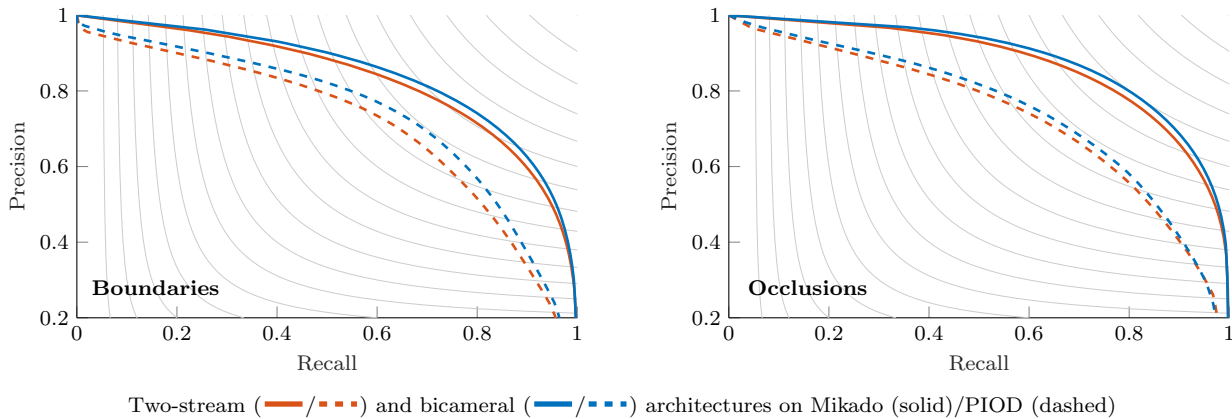 1
0.8
0.6
0.4
0.2
Precision
Boundaries
0 0.2 0.4 0.6 0.8 1
Recall
1
0.8
0.6
0.4
0.2
Precision
Occlusions
0 0.2 0.4 0.6 0.8 1
Recall
Two-stream ( / ) and bicameral ( / ) architectures on Mikado (solid)/PIOD (dashed)